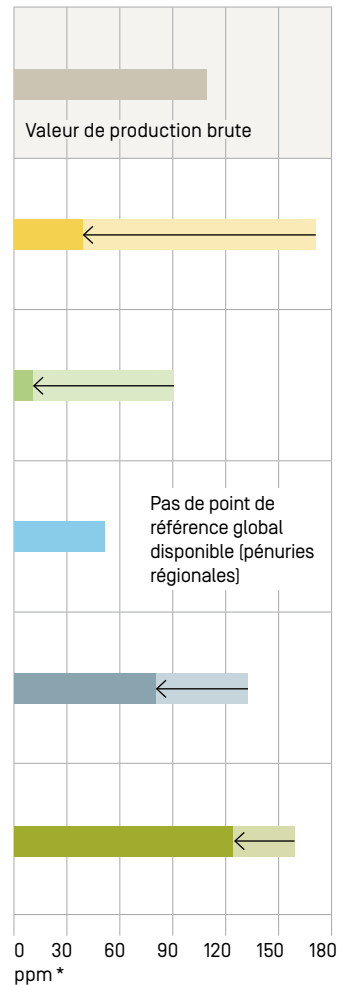 Valeur de production brute
Pas de point de
référence global
disponible (pénuries
régionales)
0 30 60 90 120 150 180
ppm *